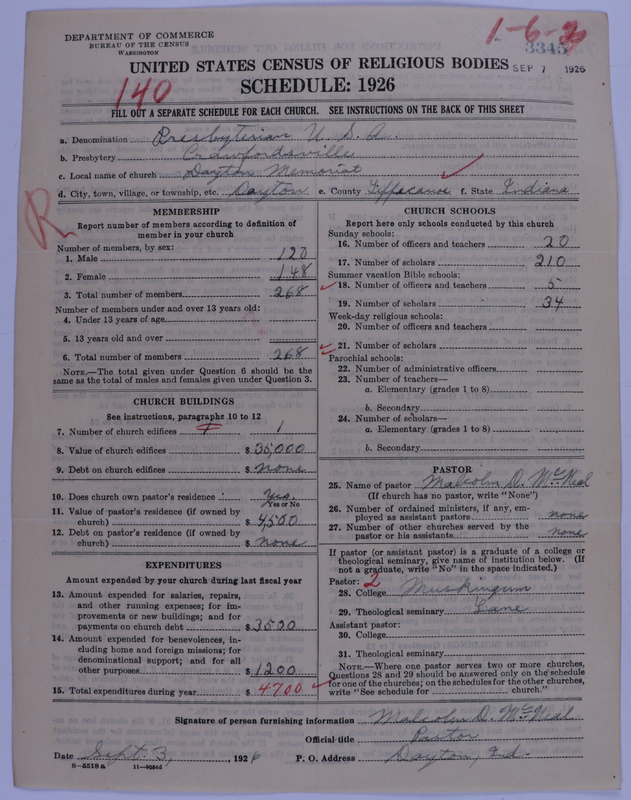 DEPARTMENT OF COMMERCE
BUREAU OF THE CENSUS
WASHINGTON
1-6-
3345
UNITED STATES CENSUS OF RELIGIOUS BODIES
SEP 7 1926
SCHEDULE: 1926
140
FILL OUT A SEPARATE SCHEDULE FOR EACH CHURCH. SEE INSTRUCTIONS ON THE BACK OF THIS SHEET
a. Denomination Presbyterian U. S. A.
b. Presbytery Crawfordsville
c. Local name of church Dayton Memorial
d. City, town, village, or township, etc. Dayton e. County Tippecanoe f. State Indiana
R
MEMBERSHIP
Report number of members according to definition of member in your church
Number of members, by sex:
1. Male 120
2. Female 148
3. Total number of members 268
Number of members under and over 13 years old:
4. Under 13 years of age
5. 13 years old and over
6. Total number of members 268
NOTE.—The total given under Question 6 should be
same as the total of males and females given under Question 3.
CHURCH BUILDINGS
See instructions, paragraphs 10 to 12
7. Number of church edifices 1
8. Value of church edifices $ 35,000
9. Debt on church edifices $ none
10. Does church own pastor's residence Yes.
Yes or No
11. Value of pastor's residence (if owned by
church) $ 4500
12. Debt on pastor's residence (if owned by
church) $ none
EXPENDITURES
Amount expended by your church during last fiscal year
13. Amount expended for salaries, repairs,
and other running expenses; for im-
provements or new buildings; and for
payments on church debt $ 3500
14. Amount expended for benevolences, in-
cluding home and foreign missions; for
denominational support; and for all
other purposes $ 1200
15. Total expenditures during year $ 4700
CHURCH SCHOOLS
Report here only schools conducted by this church
Sunday schools:
16. Number of officers and teachers 20
17. Number of scholars 210
Summer vacation Bible schools:
18. Number of officers and teachers 5
19. Number of scholars 34
Week-day religious schools:
20. Number of officers and teachers
21. Number of scholars
Parochial schools:
22. Number of administrative officers
23. Number of teachers—
a. Elementary (grades 1 to 8)
b. Secondary
24. Number of scholars—
a. Elementary (grades 1 to 8)
b. Secondary
PASTOR
25. Name of pastor Malcolm D. McNeal
(If church has no pastor, write "None")
26. Number of ordained ministers, if any, em-
ployed as assistant pastors none
27. Number of other churches served by the
pastor or his assistants none
If pastor (or assistant pastor) is a graduate of a college or
theological seminary, give name of institution below. (If
not a graduate, write "No" in the space indicated.)
Pastor: 2
28. College Muskingum
29. Theological seminary Lane
Assistant pastor:
30. College
31. Theological seminary
NOTE.—Where one pastor serves two or more churches,
Questions 28 and 29 should be answered only on the schedule
for one of the churches; on the schedules for the other churches,
write "See schedule for church."
Signature of person furnishing information Malcolm D. McNeal
Official title Pastor
Date Sept. 3, 1926 P. O. Address Dayton, Ind.
8-5518 a 11-9054d